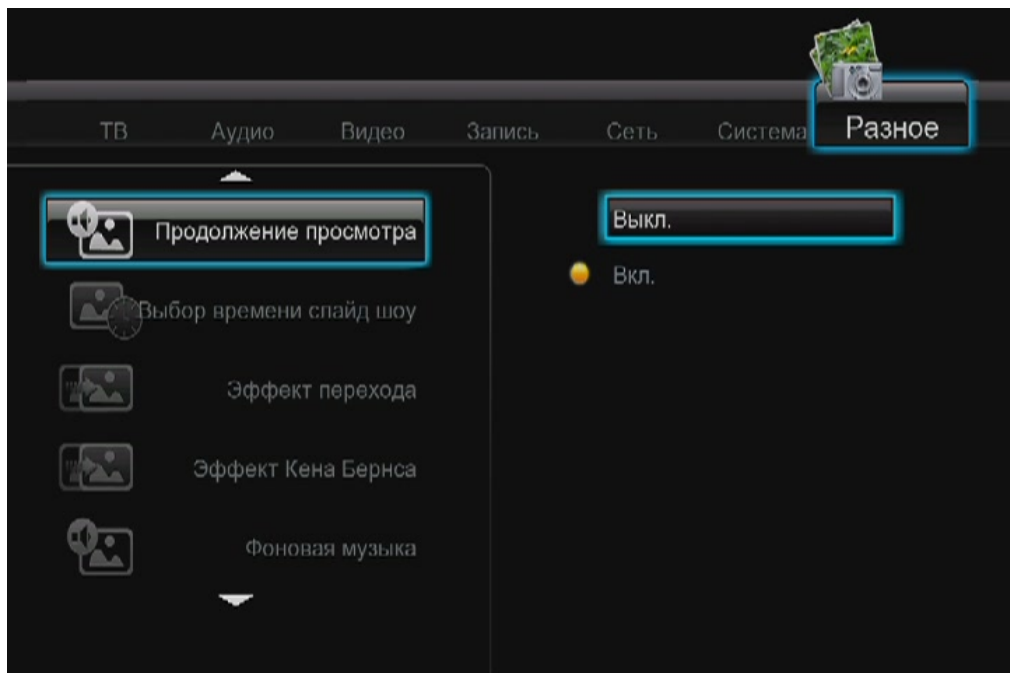 ТВ Аудио Видео Запись Сеть Система Разное
Продолжение просмотра
Выбор времени слайд шоу
Эффект перехода
Эффект Кена Бернса
Фоновая музыка
Выкл.
Вкл.